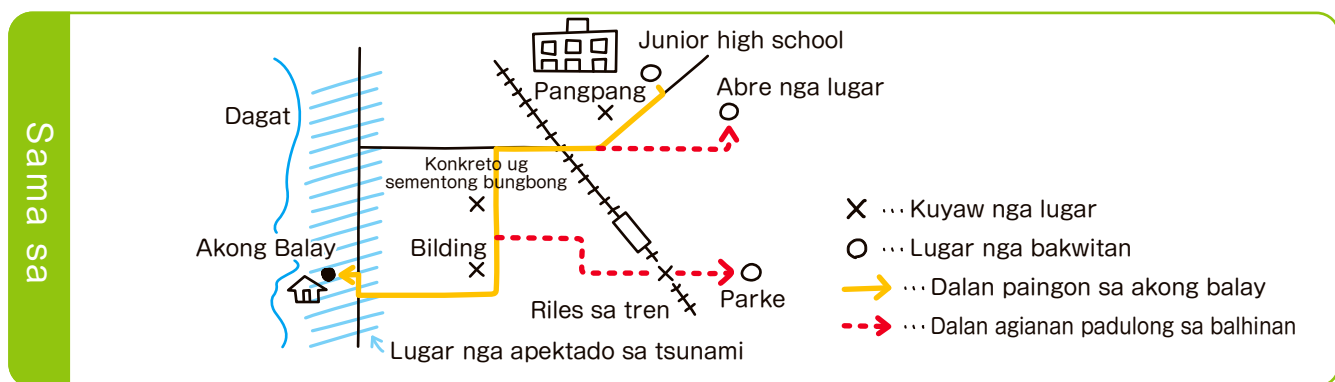 Sama sa
Junior high school
Pangpang
Abre nga lugar
Dagat
Konkreto ug
sementong bungbong
Akong Balay
Bilding
Riles sa tren
Parke
Lugar nga apektado sa tsunami
… Kuyaw nga lugar
… Lugar nga bakwitan
… Dalan paingon sa akong balay
… Dalan agianan padulong sa balhinan